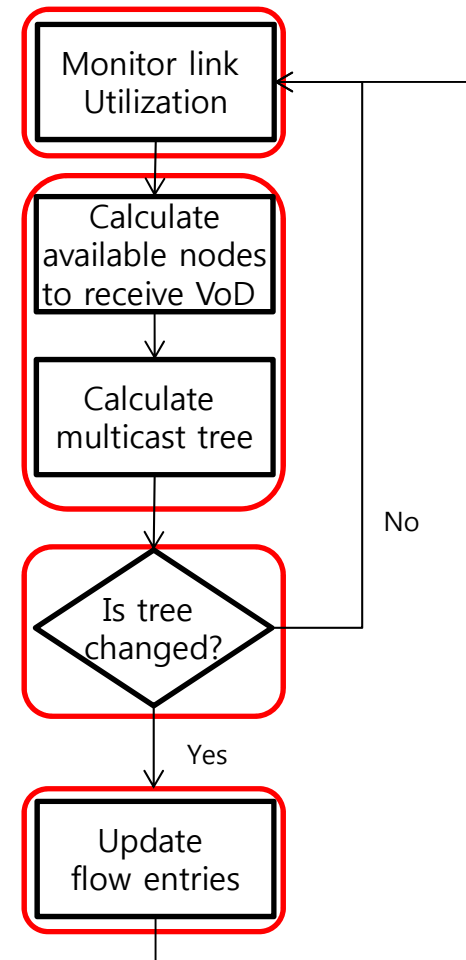 Monitor link
Utilization
Calculate
available nodes
to receive VoD
Calculate
multicast tree
No
Is tree
changed?
Yes
Update
flow entries